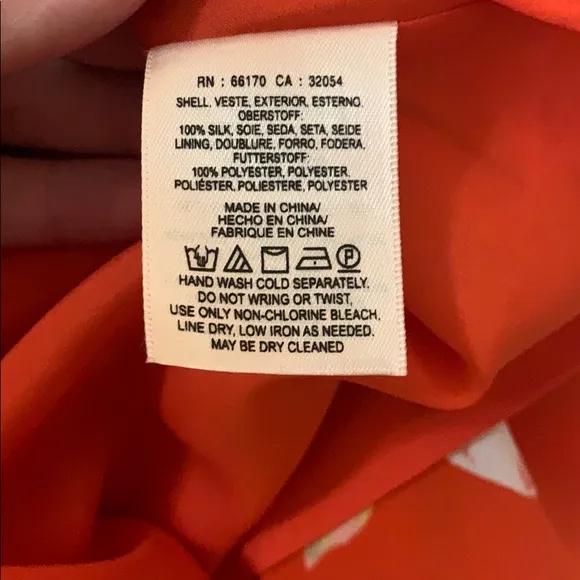 RN : 66170 CA : 32054
SHELL, VESTE, EXTERIOR, ESTERNO,
OBERSTOFF:
100% SILK, SOIE, SEDA, SETA, SEIDE
LINING, DOUBLURE, FORRO, FODERA,
FUTTERSTOFF:
100% POLYESTER, POLYESTER,
POLIÉSTER, POLIESTERE, POLYESTER
MADE IN CHINA/
HECHO EN CHINA/
FABRIQUE EN CHINE
P
HAND WASH COLD SEPARATELY.
DO NOT WRING OR TWIST,
USE ONLY NON-CHLORINE BLEACH.
LINE DRY, LOW IRON AS NEEDED.
MAY BE DRY CLEANED